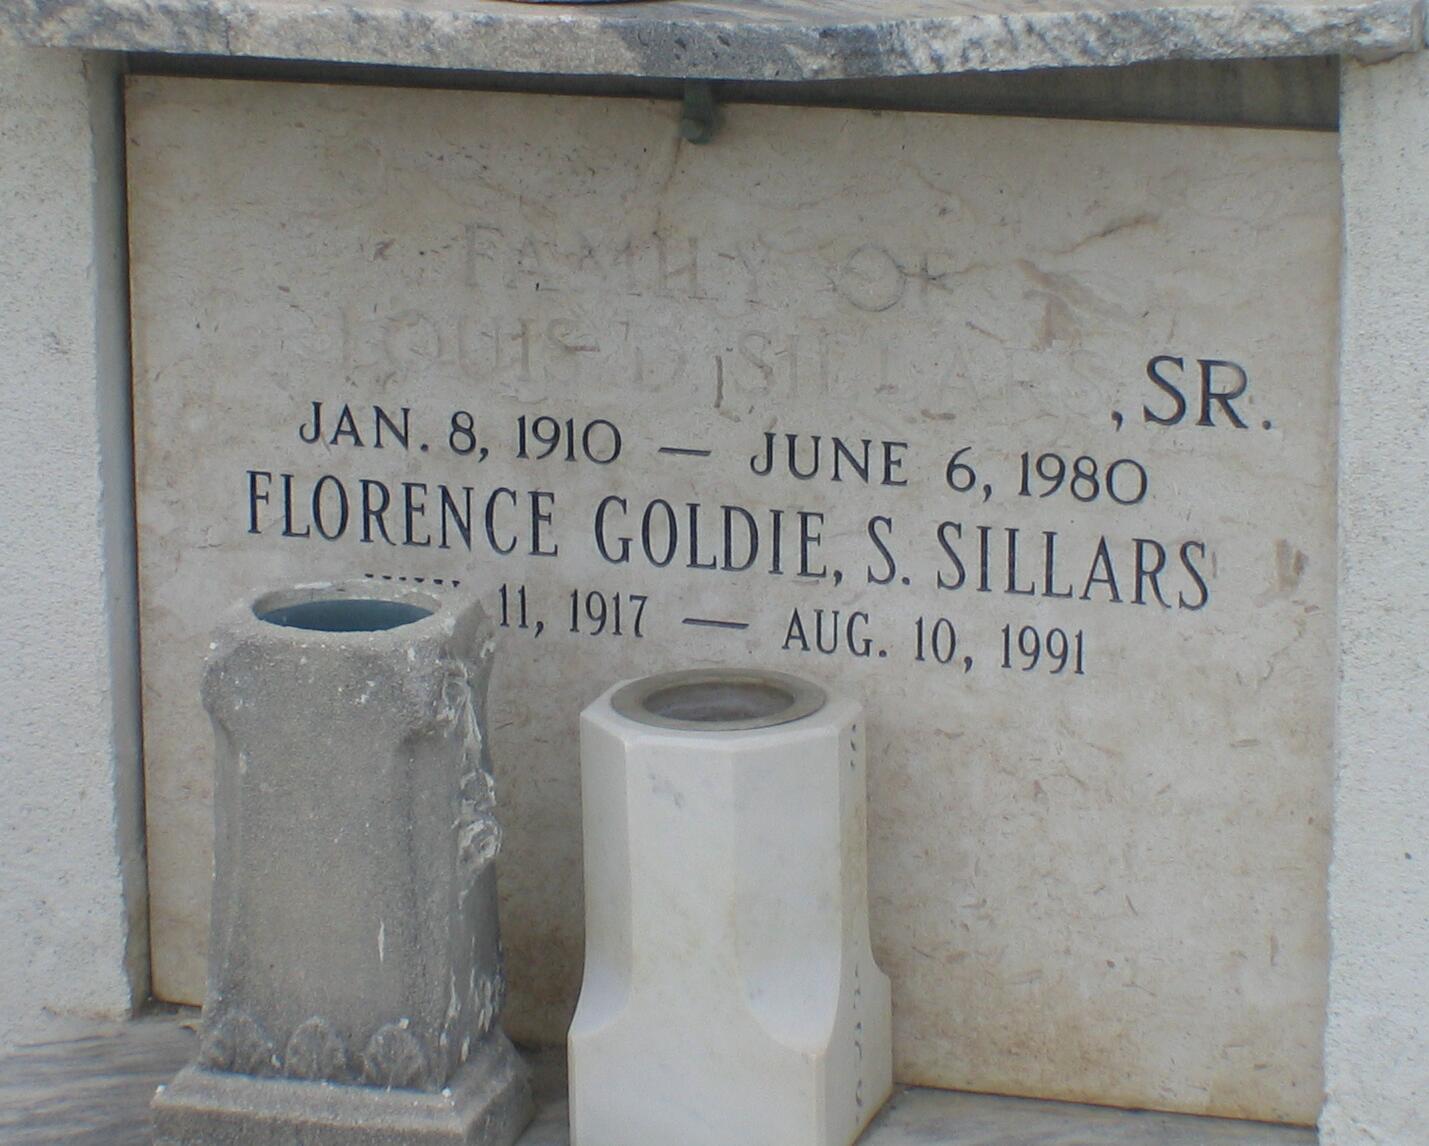 FAMILY OF
LOUIS D. SILLARS, SR.
JAN. 8, 1910 — JUNE 6, 1980
FLORENCE GOLDIE, S. SILLARS
11, 1917 — AUG. 10, 1991